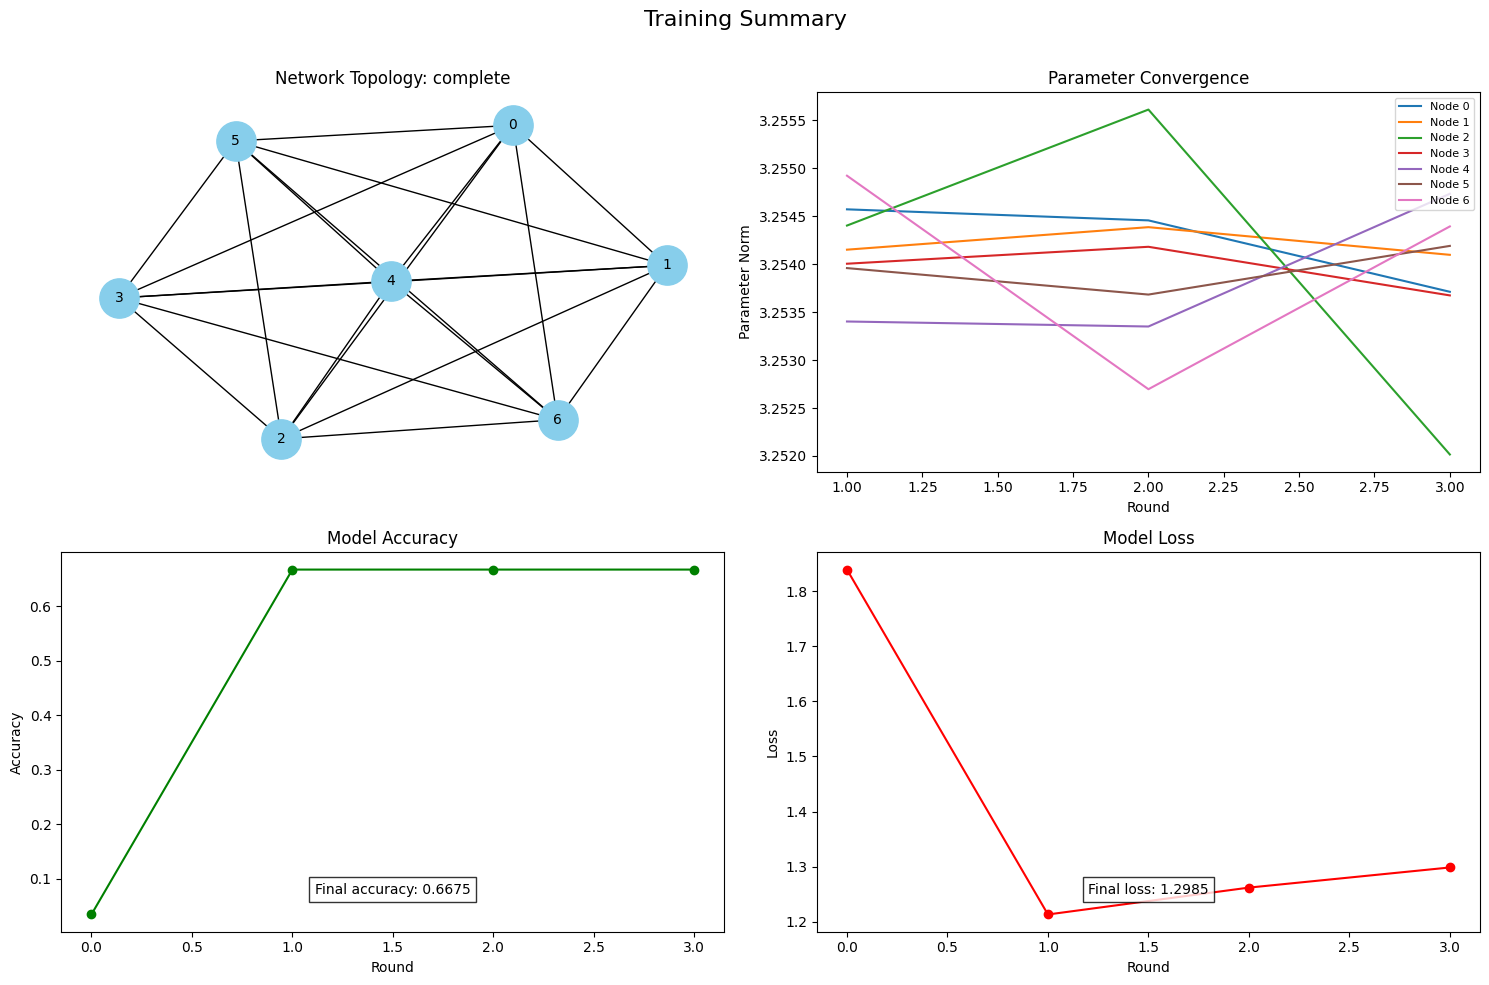 Training Summary
Network Topology: complete
0
5
1
4
3
6
2
Parameter Convergence
Parameter Norm
3.2555
3.2550
3.2545
3.2540
3.2535
3.2530
3.2525
3.2520
Node 0
Node 1
Node 2
Node 3
Node 4
Node 5
Node 6
1.00 1.25 1.50 1.75 2.00 2.25 2.50 2.75 3.00
Round
Model Accuracy
Accuracy
0.6
0.5
0.4
0.3
0.2
0.1
Final accuracy: 0.6675
0.0 0.5 1.0 1.5 2.0 2.5 3.0
Round
Model Loss
Loss
1.8
1.7
1.6
1.5
1.4
1.3
1.2
Final loss: 1.2985
0.0 0.5 1.0 1.5 2.0 2.5 3.0
Round